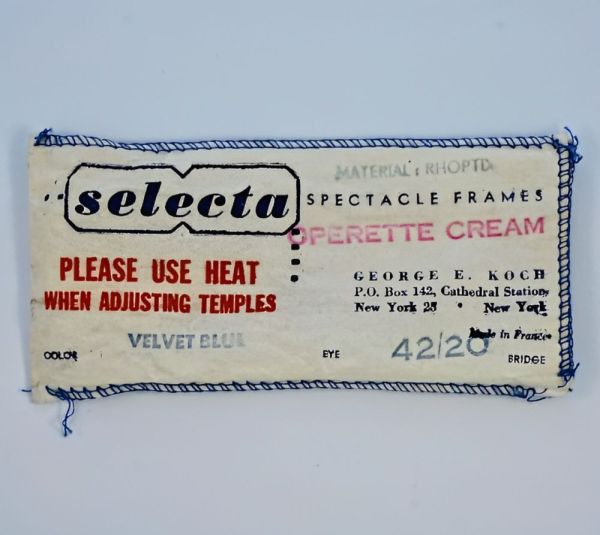 selecta
MATERIAL : RHOPTD
SPECTACLE FRAMES
OPERETTE CREAM
PLEASE USE HEAT
WHEN ADJUSTING TEMPLES
GEORGE E. KOCH
P.O. Box 142, Cathedral Station
New York 25 · New York
Made in France
COLOR VELVET BLUE
EYE 42/20 BRIDGE